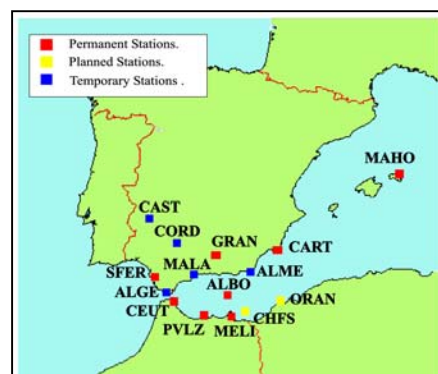 Permanent Stations.
Planned Stations.
Temporary Stations .
MAHO
CAST
CORD
GRAN
CART
SFER
MALA
ALBO
ALME
ALGE
ORAN
CEUT
CHFS
PVLZ
MELI